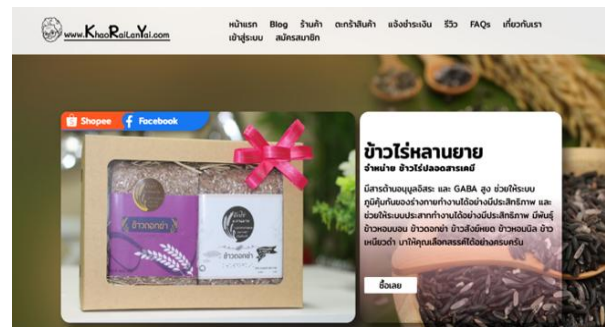 www.KhaoRaiLanYai.com
หน้าแรก Blog ร้านค้า ตะกร้าสินค้า แจ้งชำระเงิน รีวิว FAQs เกี่ยวกับเรา
เข้าสู่ระบบ สมัครสมาชิก
Shopee Facebook
ข้าวไร่หลานยาย
จำหน่าย ข้าวไร่ปลอดสารเคมี
มีสารต้านอนุมูลอิสระ และ GABA สูง ช่วยให้ระบบ
ภูมิคุ้มกันของร่างกายทำงานได้อย่างมีประสิทธิภาพ และ
ช่วยให้ระบบประสาททำงานได้อย่างมีประสิทธิภาพ มีพันธุ์
ข้าวหอมบอน ข้าวดอกข่า ข้าวสังข์หยด ข้าวหอมนิล ข้าว
เหนียวดำ มาให้คุณเลือกสรรค์ได้อย่างครบครัน
ซื้อเลย
ข้าวดอกข่า
ข้าวดอกข่า